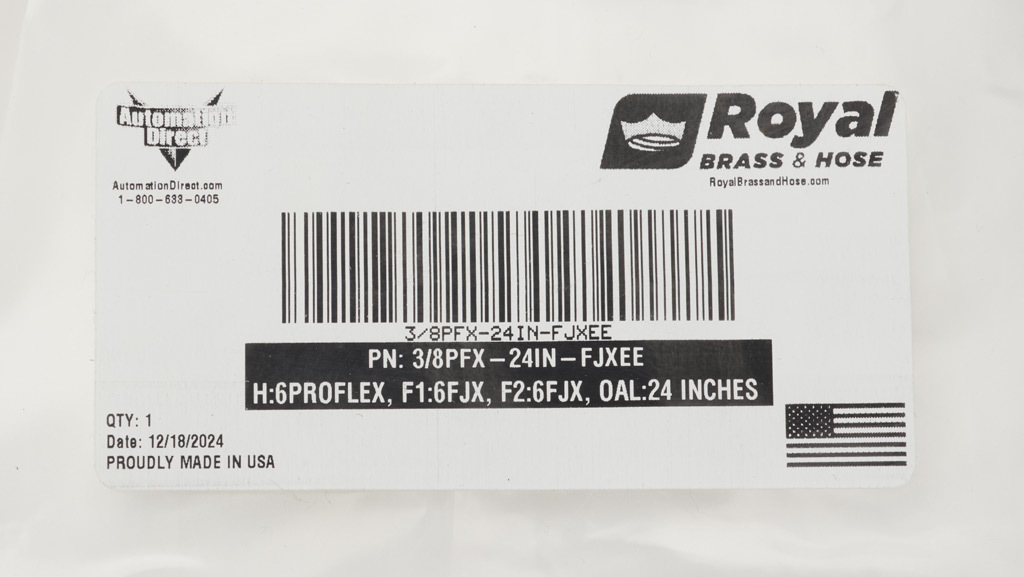 Automation
Direct
AutomationDirect.com
1-800-633-0405
Royal
BRASS & HOSE
RoyalBrassandHose.com
3/8PFX-24IN-FJXEE
PN: 3/8PFX-24IN-FJXEE
H:6PROFLEX, F1:6FJX, F2:6FJX, OAL:24 INCHES
QTY: 1
Date: 12/18/2024
PROUDLY MADE IN USA